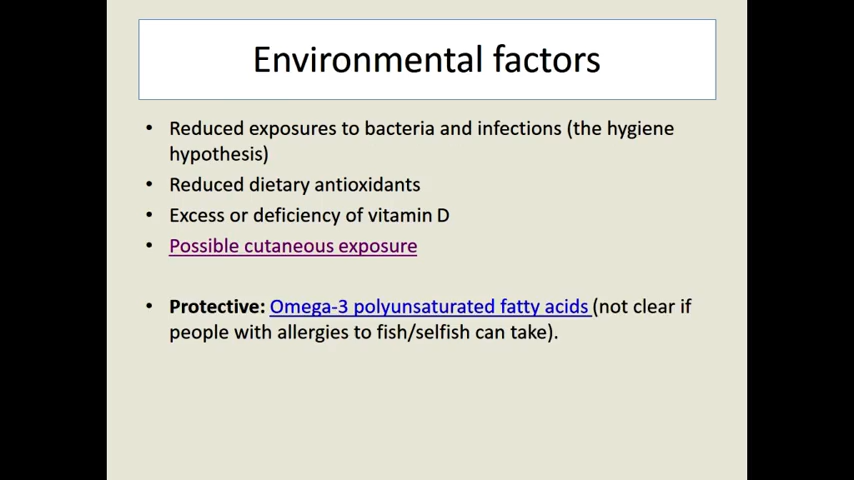 Environmental factors
• Reduced exposures to bacteria and infections (the hygiene
hypothesis)
• Reduced dietary antioxidants
• Excess or deficiency of vitamin D
• Possible cutaneous exposure
• Protective: Omega-3 polyunsaturated fatty acids (not clear if
people with allergies to fish/selfish can take).